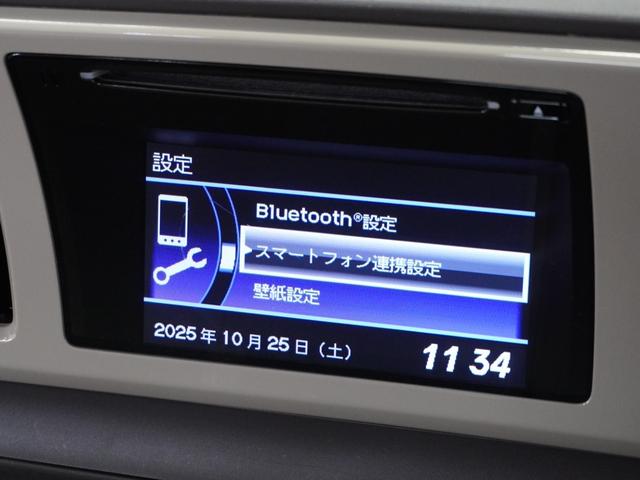 設定
Bluetooth®設定
スマートフォン連携設定
壁紙設定
2025年10月25日（土）
11 34